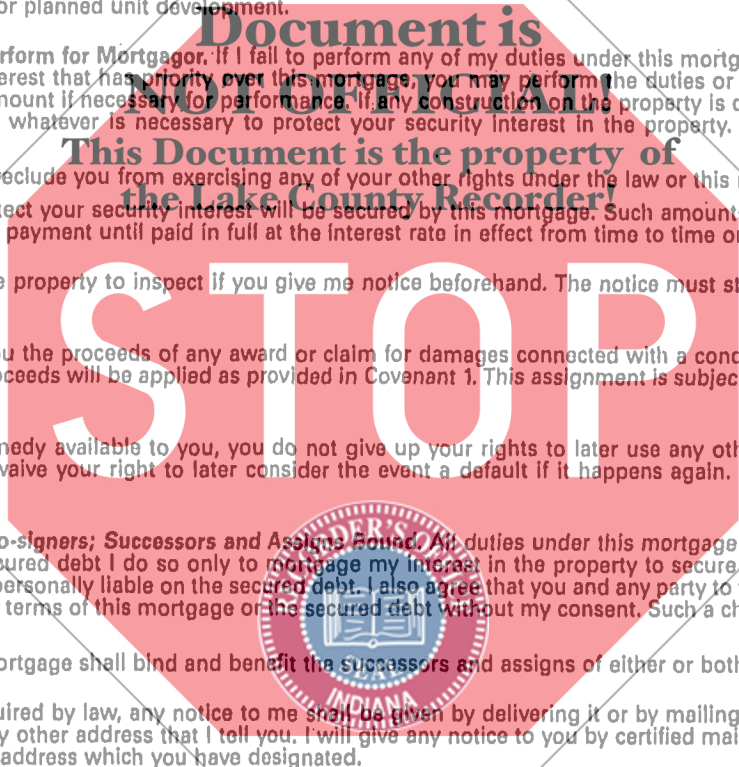 or planned unit development.
Document is
rform for Mortgagor. If I fail to perform any of my duties under this mortg
erest that has priority over this mortgage, you may perform the duties or
NOT OFFICIAL!
mount if necessary for performance. If any construction on the property is
whatever is necessary to protect your security interest in the property.
This Document is the property of
reclude you from exercising any of your other rights under the law or this
the Lake County Recorder!
tect your security interest will be secured by this mortgage. Such amount
payment until paid in full at the interest rate in effect from time to time o
e property to inspect if you give me notice beforehand. The notice must st
STOP
u the proceeds of any award or claim for damages connected with a cond
oceeds will be applied as provided in Covenant 1. This assignment is subjec
medy available to you, you do not give up your rights to later use any oth
vaive your right to later consider the event a default if it happens again.
o-signers; Successors and Assigns Bound. All duties under this mortgage
cured debt I do so only to mortgage my interest in the property to secure
personally liable on the secured debt. I also agree that you and any party to
terms of this mortgage or the secured debt without my consent. Such a ch
ortgage shall bind and benefit the successors and assigns of either or both
SEAL
INDIANA
uired by law, any notice to me shall be given by delivering it or by mailing
y other address that I tell you. I will give any notice to you by certified mai
address which you have designated.